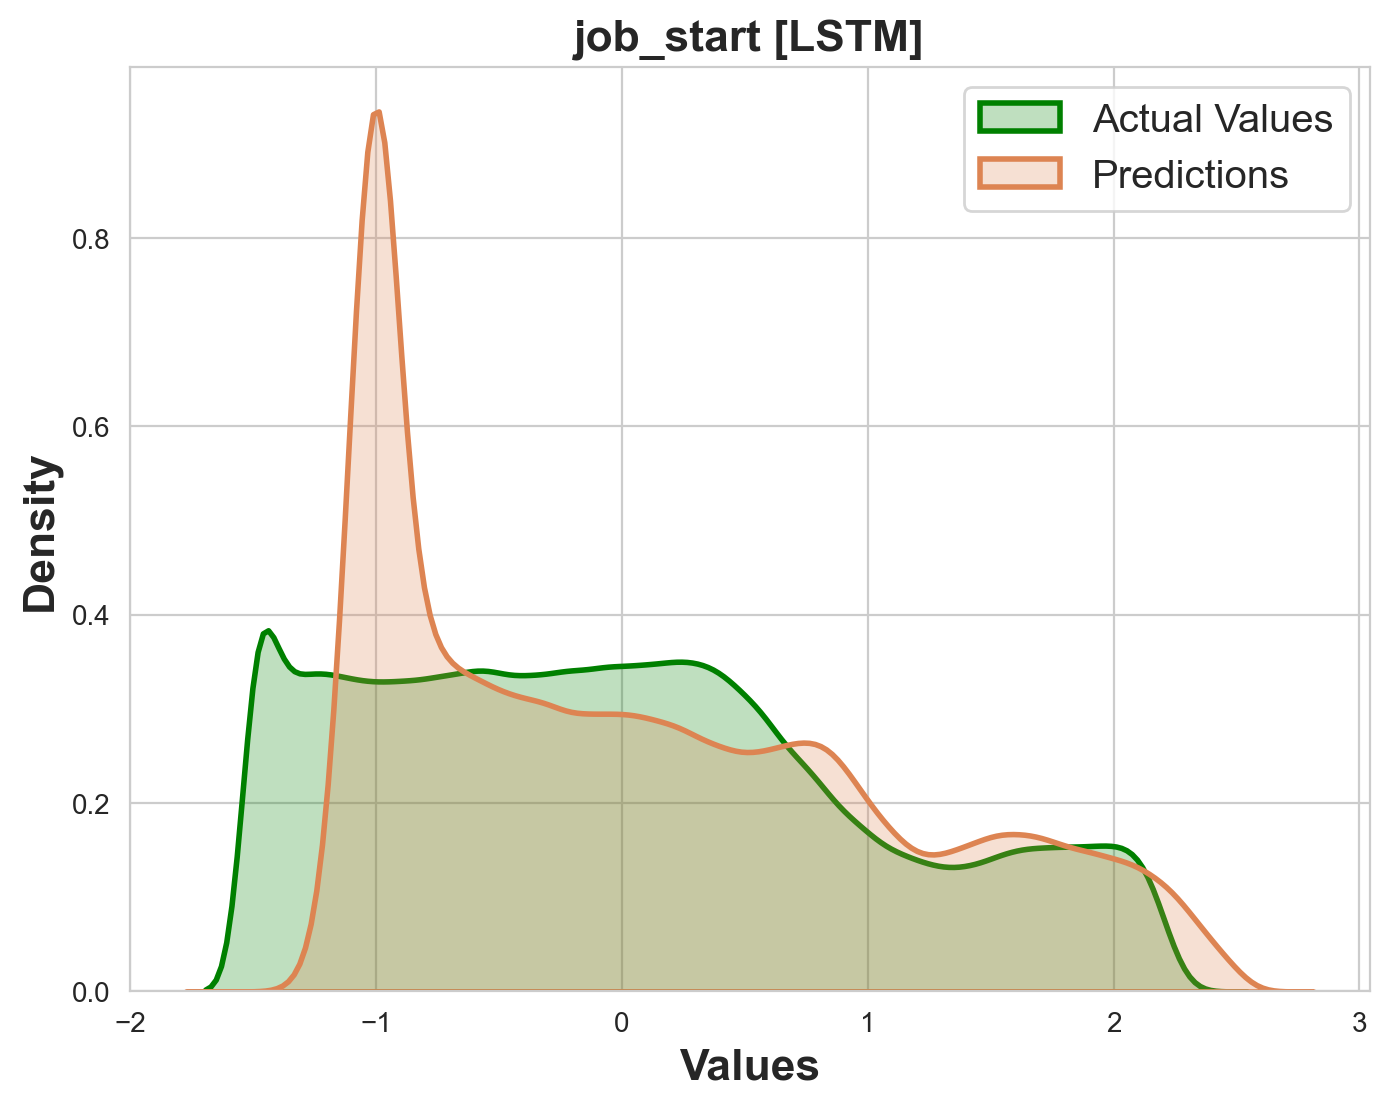 job_start [LSTM]
Actual Values
Predictions
Density
0.8
0.6
0.4
0.2
0.0
−2 −1 0 1 2 3
Values